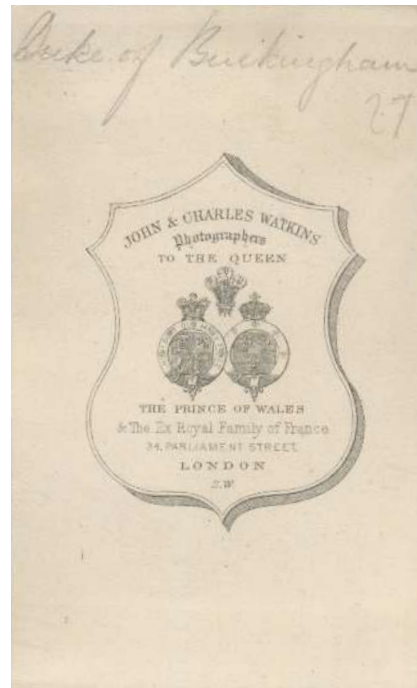 Duke of Buckingham
27
JOHN & CHARLES WATKINS
Photographers
TO THE QUEEN
THE PRINCE OF WALES
& The Ex Royal Family of France
34, PARLIAMENT STREET,
LONDON
S.W